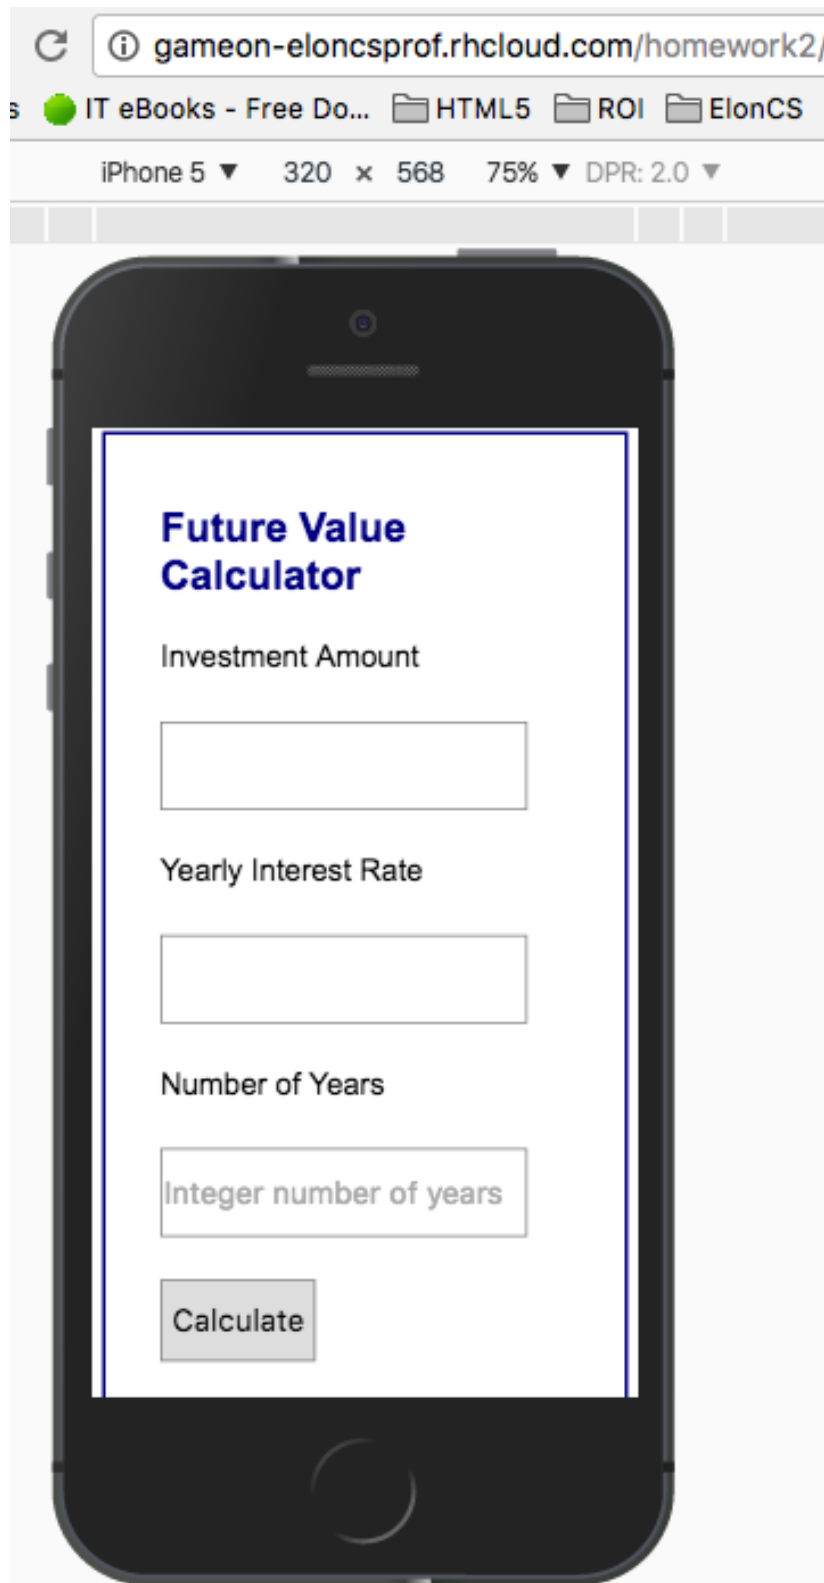 gameon-eloncsprof.rhcloud.com/homework2/
s IT eBooks - Free Do... HTML5 ROI ElonCS
iPhone 5 ▼ 320 × 568 75% ▼ DPR: 2.0 ▼
Future Value
Calculator
Investment Amount
Yearly Interest Rate
Number of Years
Integer number of years
Calculate